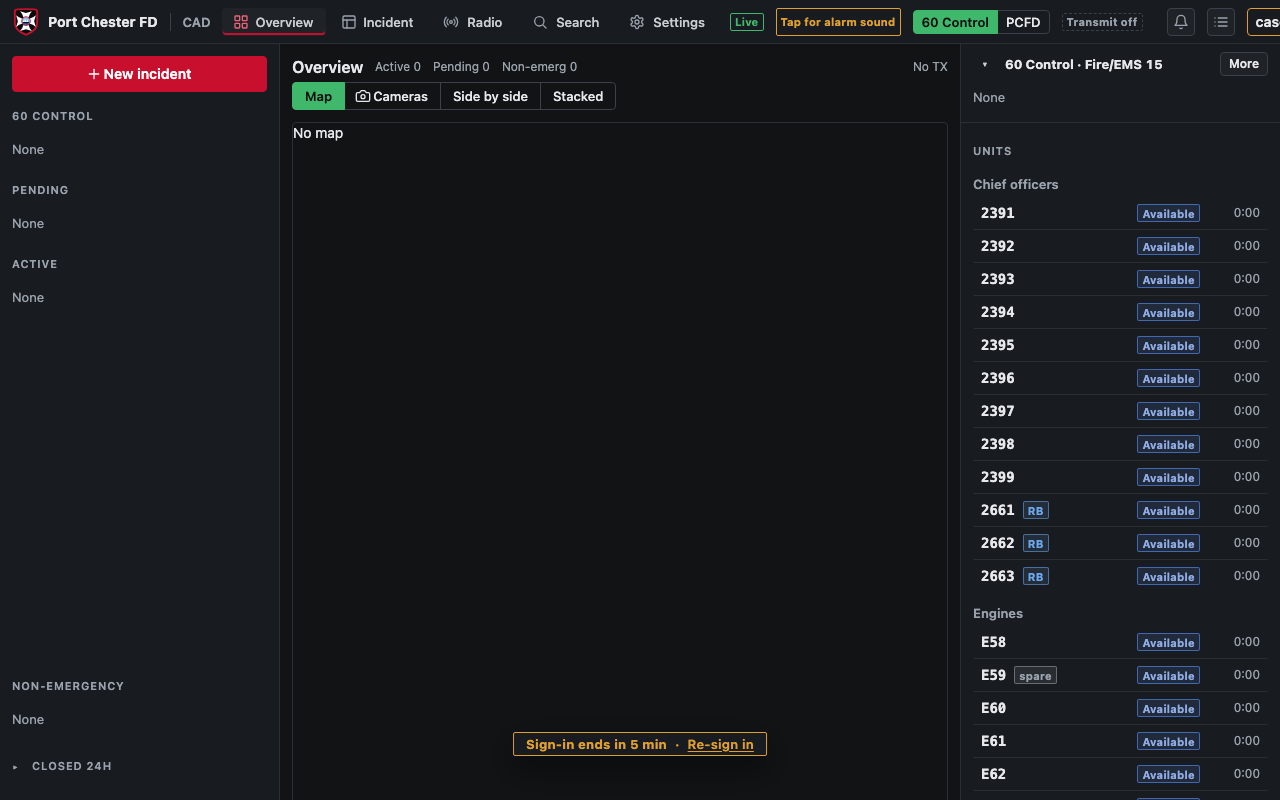 Port Chester FD CAD Overview Incident Radio Search Settings Live Tap for alarm sound 60 Control PCFD Transmit off
+ New incident
60 CONTROL
None
PENDING
None
ACTIVE
None
NON-EMERGENCY
None
CLOSED 24H
Overview Active 0 Pending 0 Non-emerg 0 No TX
Map Cameras Side by side Stacked
No map
Sign-in ends in 5 min · Re-sign in
60 Control · Fire/EMS 15 More
None
UNITS
Chief officers
2391 Available 0:00
2392 Available 0:00
2393 Available 0:00
2394 Available 0:00
2395 Available 0:00
2396 Available 0:00
2397 Available 0:00
2398 Available 0:00
2399 Available 0:00
2661 RB Available 0:00
2662 RB Available 0:00
2663 RB Available 0:00
Engines
E58 Available 0:00
E59 spare Available 0:00
E60 Available 0:00
E61 Available 0:00
E62 Available 0:00